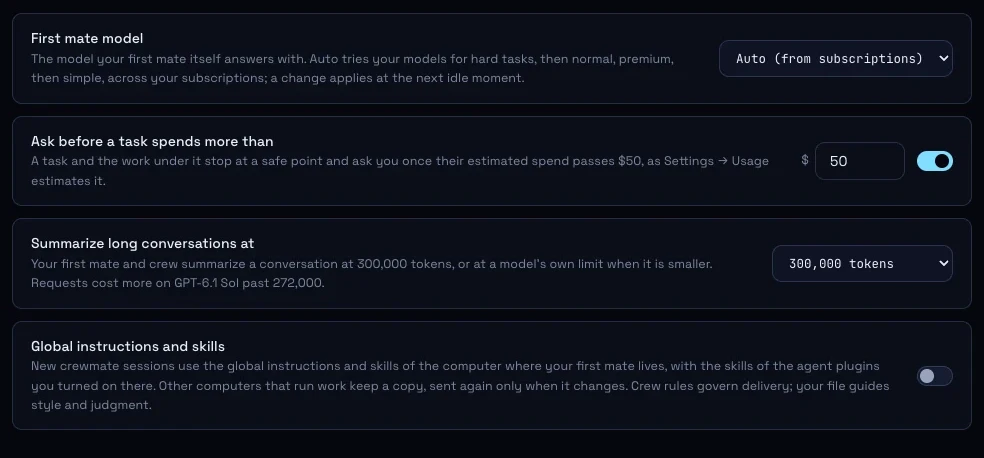 First mate model
The model your first mate itself answers with. Auto tries your models for hard tasks, then normal, premium,
then simple, across your subscriptions; a change applies at the next idle moment.
Auto (from subscriptions)
Ask before a task spends more than
A task and the work under it stop at a safe point and ask you once their estimated spend passes $50, as Settings → Usage
estimates it.
$ 50
Summarize long conversations at
Your first mate and crew summarize a conversation at 300,000 tokens, or at a model's own limit when it is smaller.
Requests cost more on GPT-6.1 Sol past 272,000.
300,000 tokens
Global instructions and skills
New crewmate sessions use the global instructions and skills of the computer where your first mate lives, with the skills of the agent plugins
you turned on there. Other computers that run work keep a copy, sent again only when it changes. Crew rules govern delivery; your file guides
style and judgment.